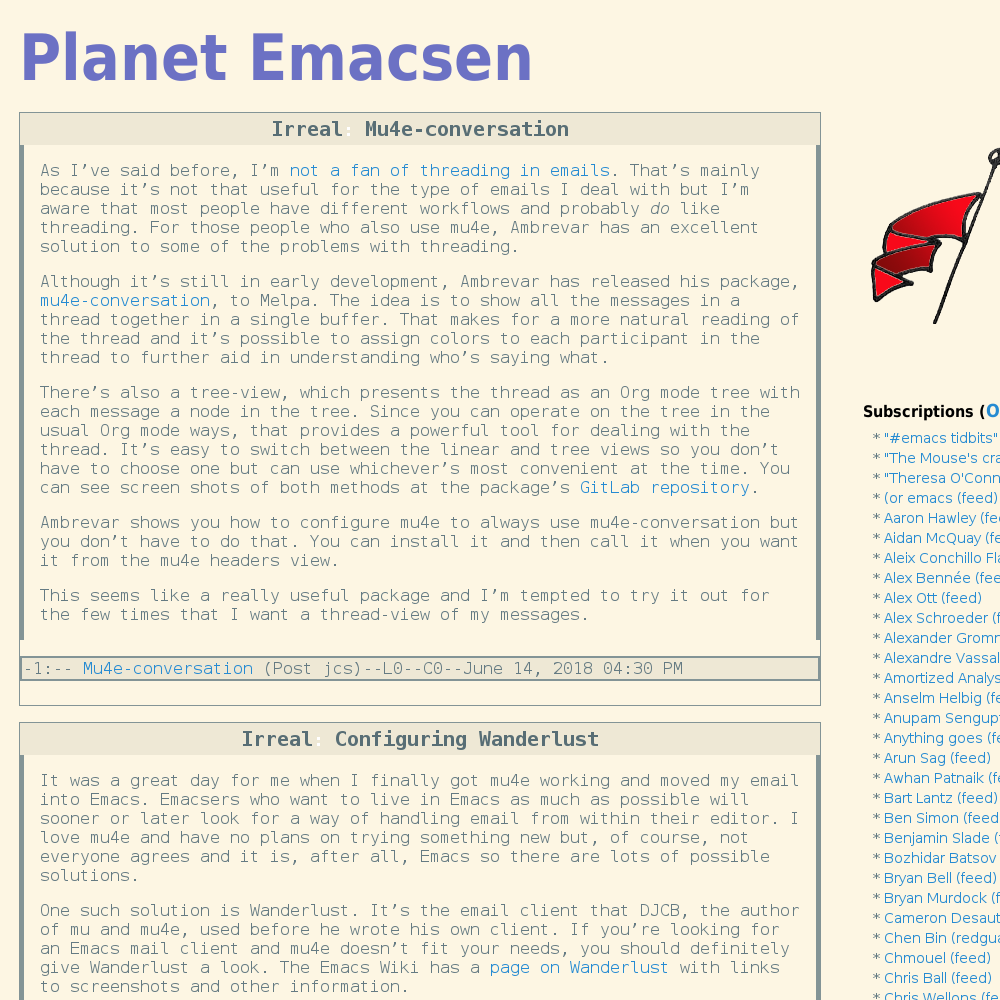 Planet Emacsen
Irreal: Mu4e-conversation
As I’ve said before, I’m not a fan of threading in emails. That’s mainly
because it’s not that useful for the type of emails I deal with but I’m
aware that most people have different workflows and probably do like
threading. For those people who also use mu4e, Ambrevar has an excellent
solution to some of the problems with threading.
Although it’s still in early development, Ambrevar has released his package,
mu4e-conversation, to Melpa. The idea is to show all the messages in a
thread together in a single buffer. That makes for a more natural reading of
the thread and it’s possible to assign colors to each participant in the
thread to further aid in understanding who’s saying what.
There’s also a tree-view, which presents the thread as an Org mode tree with
each message a node in the tree. Since you can operate on the tree in the
usual Org mode ways, that provides a powerful tool for dealing with the
thread. It’s easy to switch between the linear and tree views so you don’t
have to choose one but can use whichever’s most convenient at the time. You
can see screen shots of both methods at the package’s GitLab repository.
Ambrevar shows you how to configure mu4e to always use mu4e-conversation but
you don’t have to do that. You can install it and then call it when you want
it from the mu4e headers view.
This seems like a really useful package and I’m tempted to try it out for
the few times that I want a thread-view of my messages.
-1:-- Mu4e-conversation (Post jcs)--L0--C0--June 14, 2018 04:30 PM
Irreal: Configuring Wanderlust
It was a great day for me when I finally got mu4e working and moved my email
into Emacs. Emacsers who want to live in Emacs as much as possible will
sooner or later look for a way of handling email from within their editor. I
love mu4e and have no plans on trying something new but, of course, not
everyone agrees and it is, after all, Emacs so there are lots of possible
solutions.
One such solution is Wanderlust. It’s the email client that DJCB, the author
of mu and mu4e, used before he wrote his own client. If you’re looking for
an Emacs mail client and mu4e doesn’t fit your needs, you should definitely
give Wanderlust a look. The Emacs Wiki has a page on Wanderlust with links
to screenshots and other information.
Subscriptions (O
* "#emacs tidbits"
* "The Mouse's cra
* "Theresa O'Conn
* (or emacs (feed)
* Aaron Hawley (fee
* Aidan McQuay (fe
* Aleix Conchillo Fla
* Alex Bennée (fee
* Alex Ott (feed)
* Alex Schroeder (f
* Alexander Gromn
* Alexandre Vassal
* Amortized Analys
* Anselm Helbig (fe
* Anupam Sengup
* Anything goes (fe
* Arun Sag (feed)
* Awhan Patnaik (f
* Bart Lantz (feed)
* Ben Simon (feed
* Benjamin Slade (
* Bozhidar Batsov
* Bryan Bell (feed)
* Bryan Murdock (f
* Cameron Desaut
* Chen Bin (redgua
* Chmouel (feed)
* Chris Ball (feed)
* Chris Wellons (fe